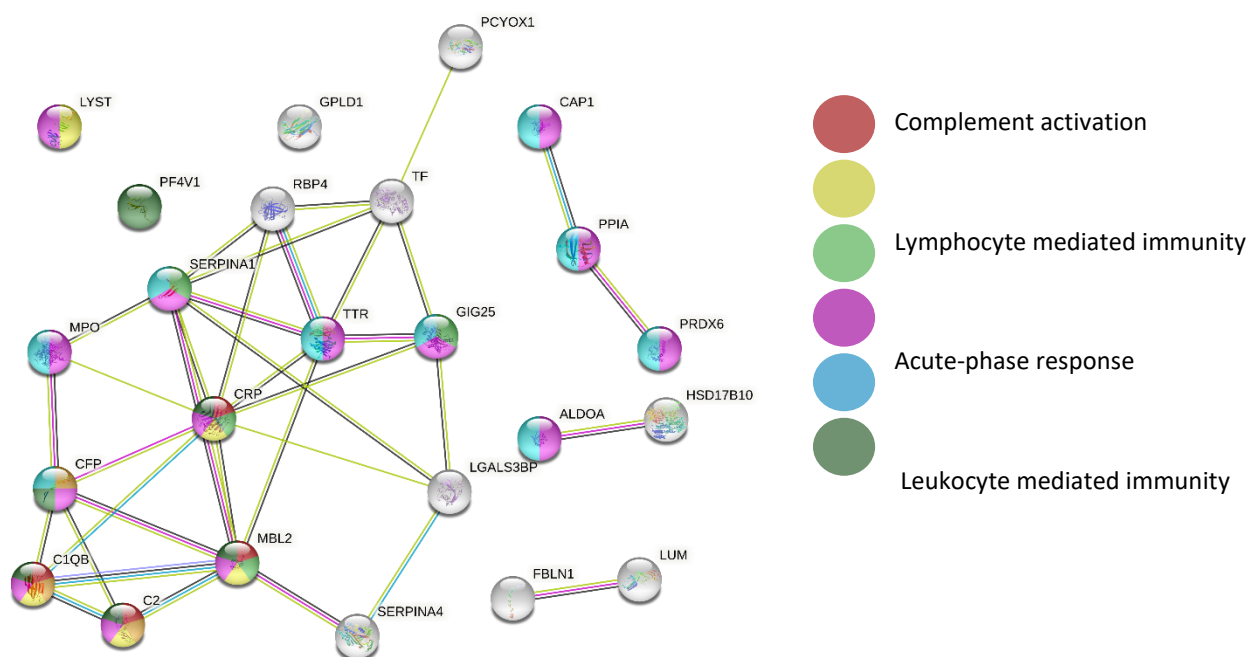 PCYOX1
LYST
GPLD1
CAP1
Complement activation
PF4V1
RBP4
TF
PPIA
Lymphocyte mediated immunity
SERPINA1
MPO
TTR
GIG25
PRDX6
Acute-phase response
CRP
ALDOA
HSD17B10
CFP
LGALS3BP
Leukocyte mediated immunity
MBL2
C1QB
C2
SERPINA4
FBLN1
LUM